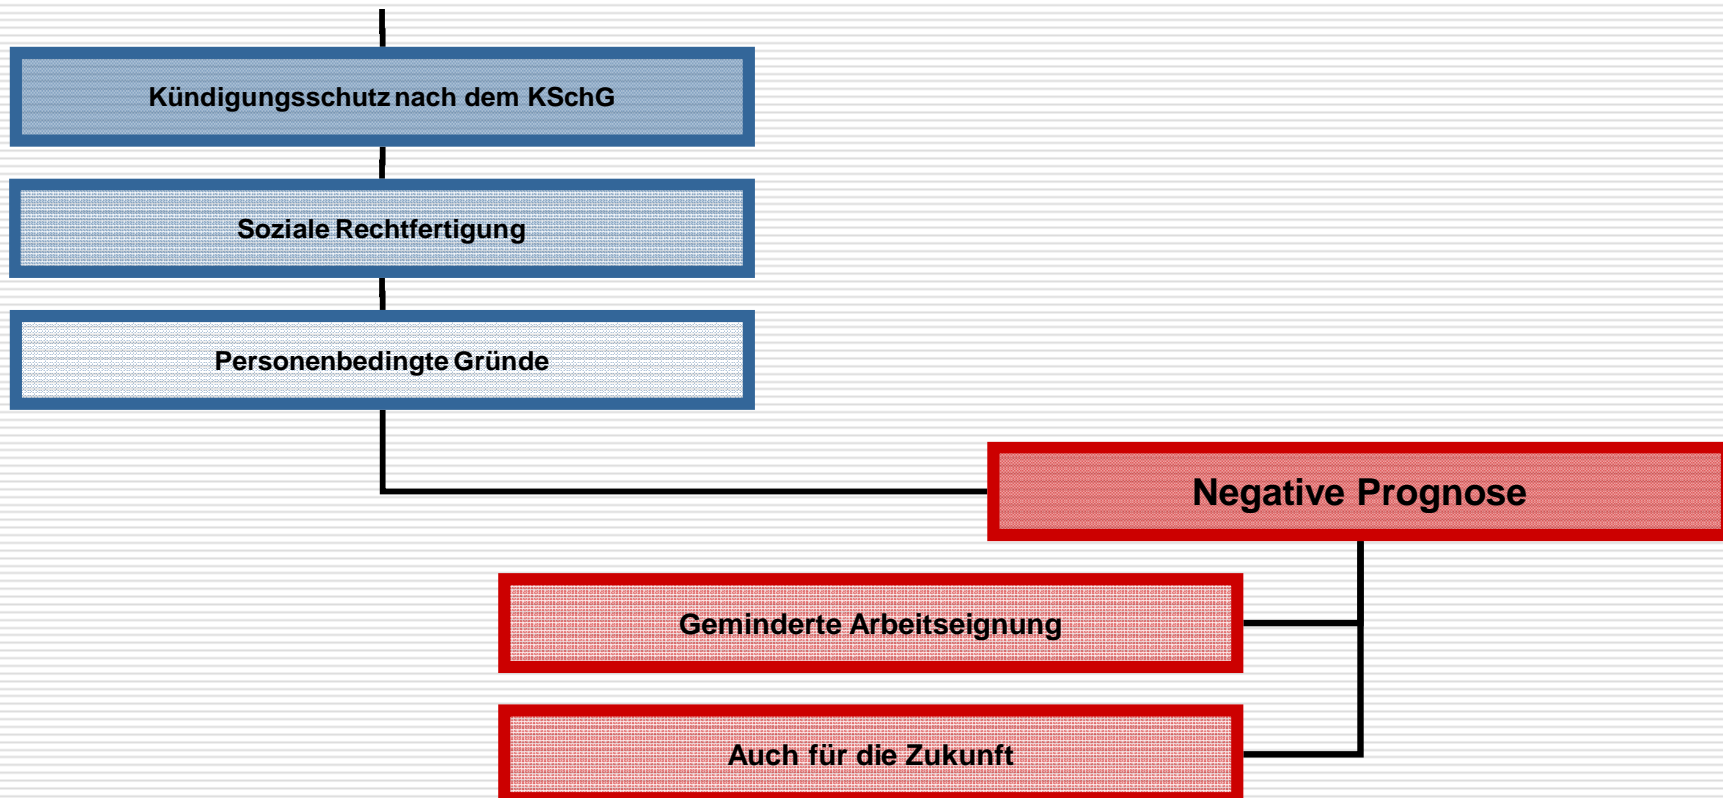 Kündigungsschutz nach dem KSchG
Soziale Rechtfertigung
Personenbedingte Gründe
Negative Prognose
Geminderte Arbeitseignung
Auch für die Zukunft